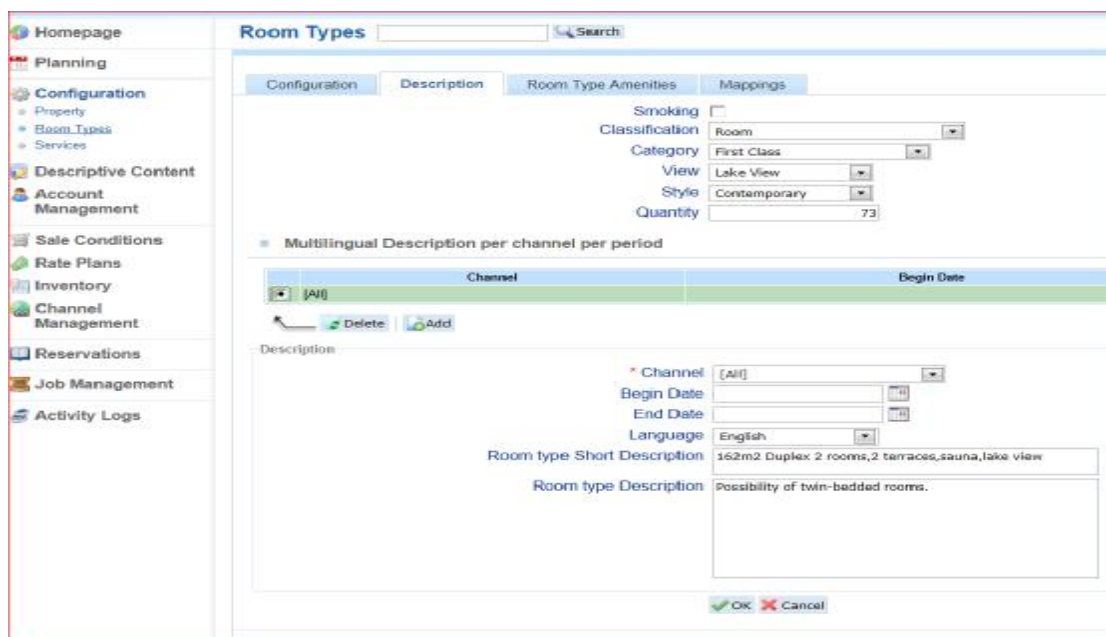 Homepage
Planning
Configuration
Property
Room Types
Services
Descriptive Content
Account
Management
Sale Conditions
Rate Plans
Inventory
Channel
Management
Reservations
Job Management
Activity Logs
Room Types Search
Configuration Description Room Type Amenities Mappings
Smoking
Classification Room
Category First Class
View Lake View
Style Contemporary
Quantity 73
Multilingual Description per channel per period
Channel Begin Date
[All]
Delete Add
Description
* Channel [All]
Begin Date
End Date
Language English
Room type Short Description 162m2 Duplex 2 rooms,2 terraces,sauna,lake view
Room type Description Possibility of twin-bedded rooms.
OK Cancel